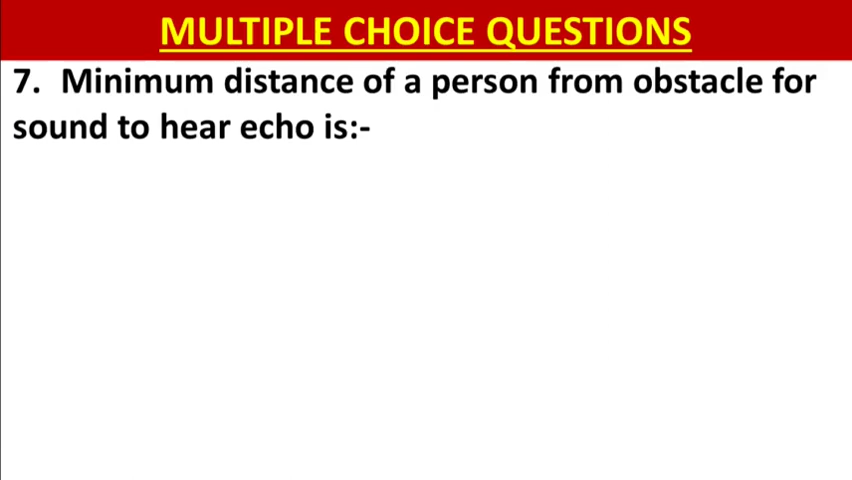 MULTIPLE CHOICE QUESTIONS
7. Minimum distance of a person from obstacle for
sound to hear echo is:-